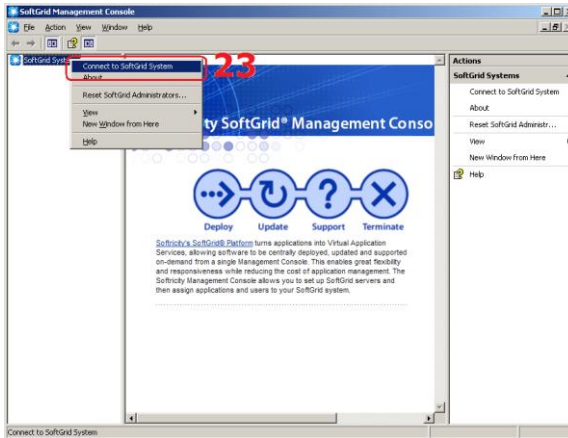 SoftGrid Management Console
File Action View Window Help
SoftGrid Syst
Connect to SoftGrid System
About
Reset SoftGrid Administrators...
View
New Window from Here
Help
23
ty SoftGrid® Management Conso
Deploy Update Support Terminate
Softricity's SoftGrid® Platform turns applications into Virtual Application
Services, allowing software to be centrally deployed, updated and supported
on-demand from a single Management Console. This enables great flexibility
and responsiveness while reducing the cost of application management. The
Softricity Management Console allows you to set up SoftGrid servers and
then assign applications and users to your SoftGrid system.
Actions
SoftGrid Systems
Connect to SoftGrid System
About
Reset SoftGrid Administr...
View
New Window from Here
Help
Connect to SoftGrid System